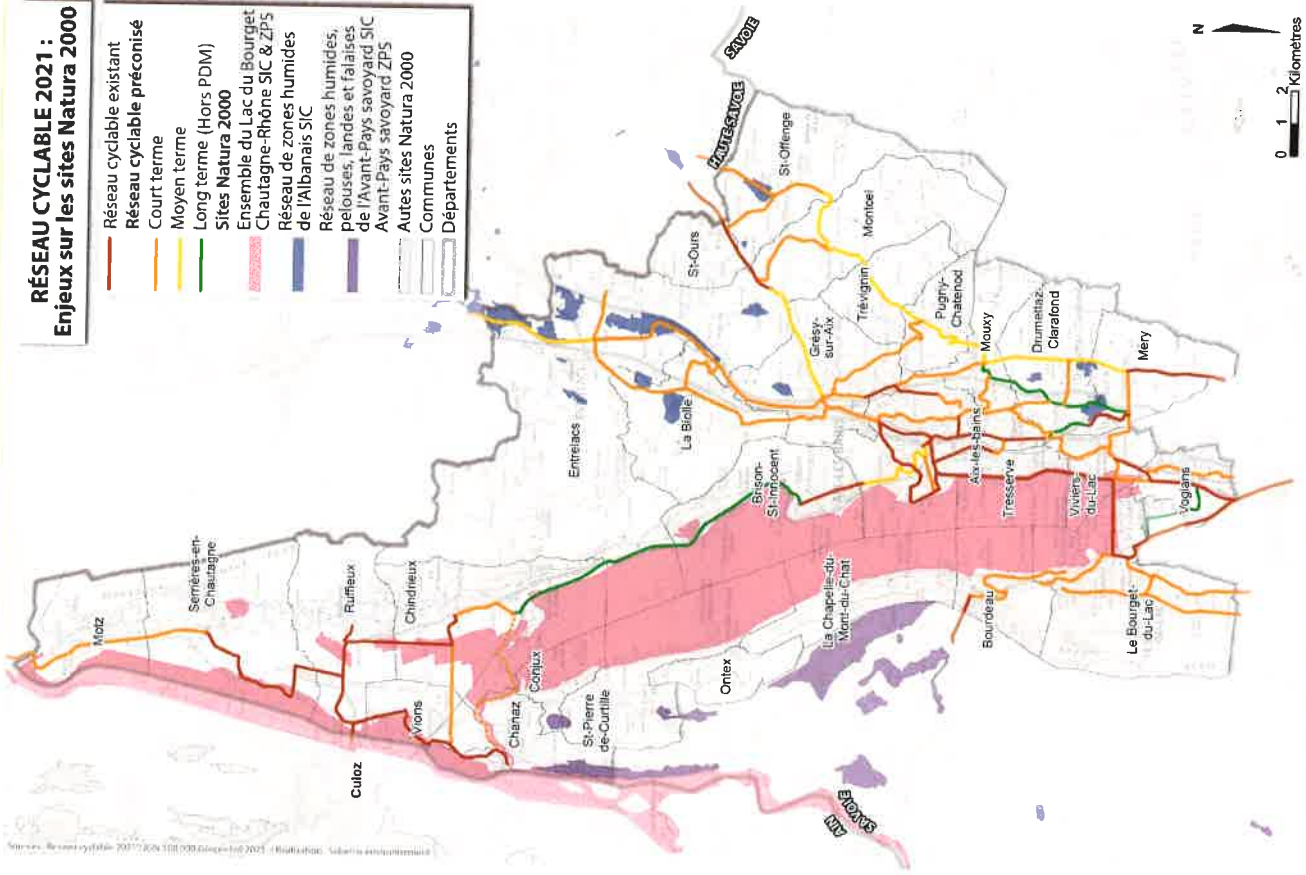 RÉSEAU CYCLABLE 2021 :
Enjeux sur les sites Natura 2000
Réseau cyclable existant
Réseau cyclable préconisé
Court terme
Moyen terme
Long terme (Hors PDM)
Sites Natura 2000
Ensemble du Lac du Bourget
Chautagne-Rhône SIC & ZPS
Réseau de zones humides
de l'Albanais SIC
Réseau de zones humides,
pelouses, landes et falaises
de l'Avant-Pays savoyard SIC
Avant-Pays savoyard ZPS
Autes sites Natura 2000
Communes
Départements
Motz
Serrières-en-
Chautagne
Ruffieux
Chindrieux
Culoz
Vions
Chanaz
Conjux
St-Pierre
de-Curtille
Ontex
La Chapelle-du-
Mont-du-Chat
Bourdeau
Le Bourget-
du-Lac
Entrelacs
La Biolle
Brison-
St-Innocent
Aix-les-bains
Tresserve
Viviers-
du-Lac
Voglans
St-Ours
Grésy-
sur-Aix
Trévignin
Pugny-
Chatenod
Mouxy
Drumettaz-
Clarafond
Méry
St-Offenge
Montcel
HAUTE-SAVOIE
SAVOIE
AIN
SAVOIE
N
0 1 2
Kilomètres